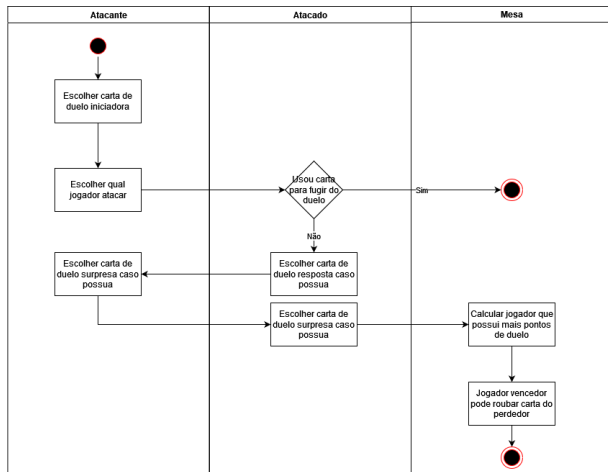 Atacante
Atacado
Mesa
Escolher carta de
duelo iniciadora
Escolher qual
jogador atacar
Usou carta
para fugir do
duelo
Sim
Não
Escolher carta de
duelo surpresa caso
possua
Escolher carta de
duelo resposta caso
possua
Escolher carta de
duelo surpresa caso
possua
Calcular jogador que
possui mais pontos
de duelo
Jogador vencedor
pode roubar carta do
perdedor